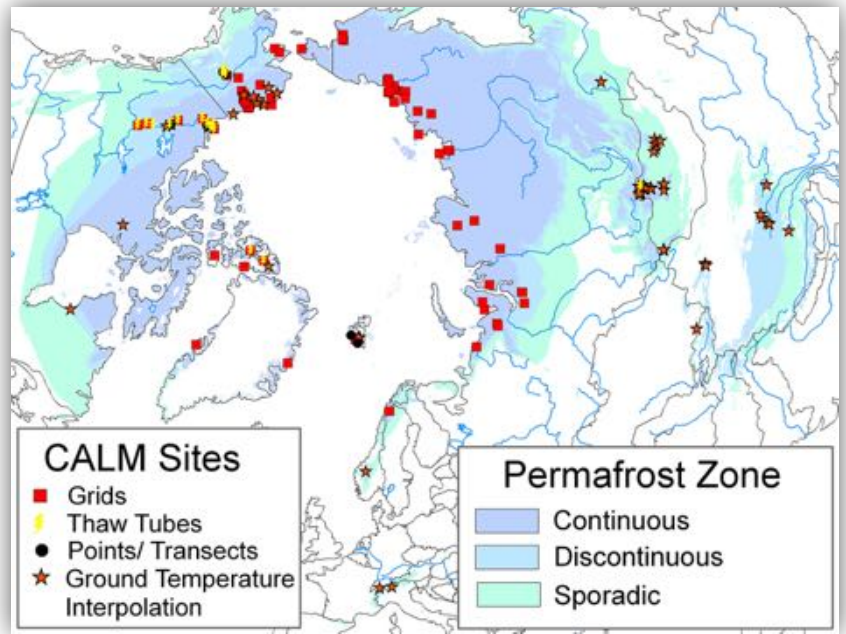 CALM Sites
Grids
Thaw Tubes
Points/ Transects
Ground Temperature
Interpolation
Permafrost Zone
Continuous
Discontinuous
Sporadic